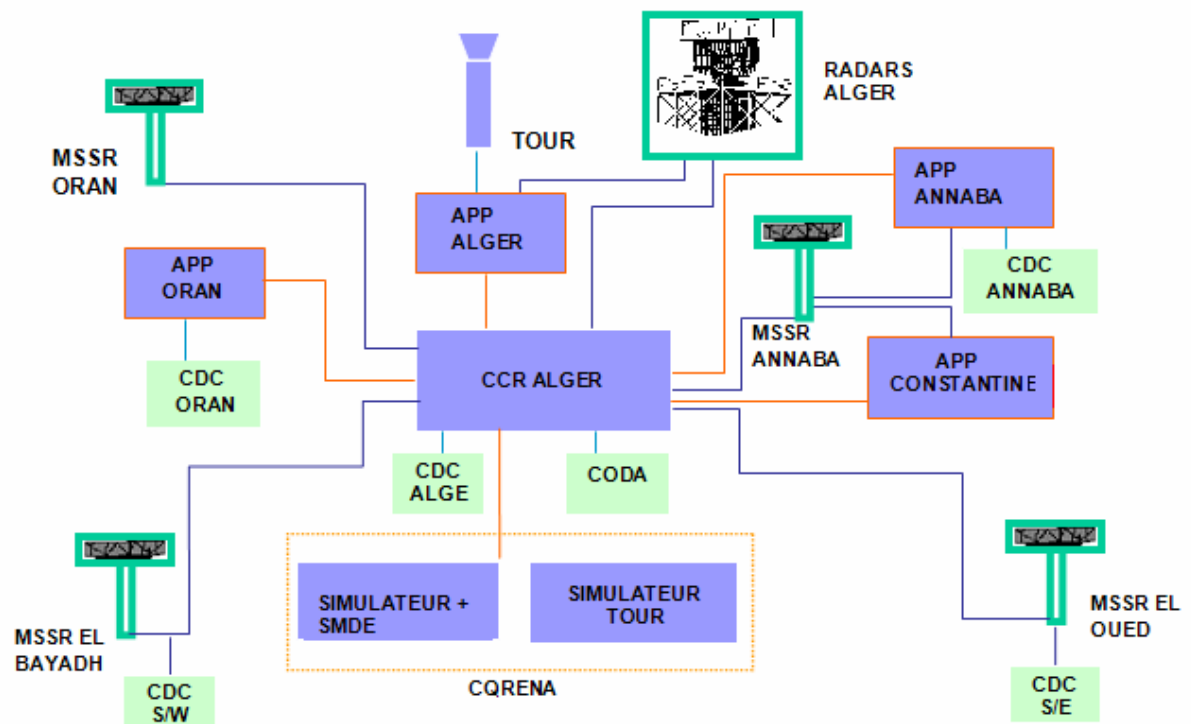 RADARS
ALGER
TOUR
MSSR
ORAN
APP
ALGER
APP
ANNABA
APP
ORAN
CDC
ANNABA
MSSR
ANNABA
CDC
ORAN
CCR ALGER
APP
CONSTANTINE
CDC
ALGE
CODA
SIMULATEUR +
SMDE
SIMULATEUR
TOUR
MSSR EL
BAYADH
MSSR EL
OUED
CQRENA
CDC
S/W
CDC
S/E